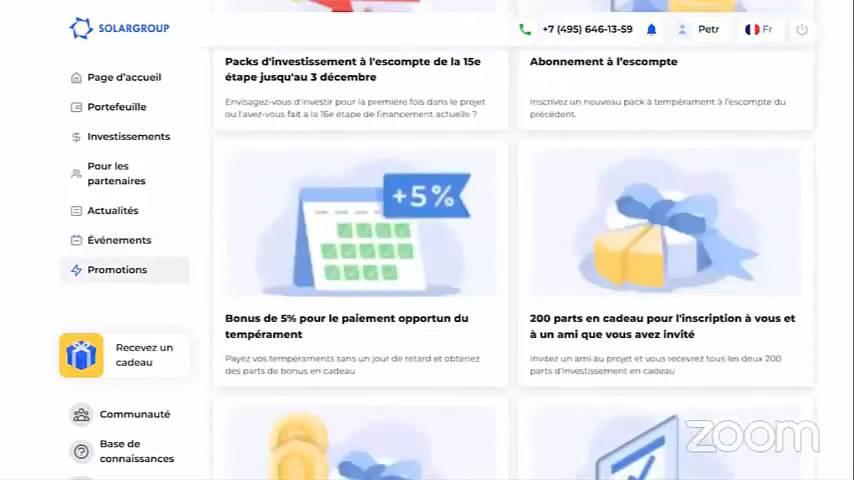 SOLARGROUP
+7 (495) 646-13-59
Petr
Fr
Page d'accueil
Portefeuille
Investissements
Pour les
partenaires
Actualités
Événements
Promotions
Recevez un
cadeau
Communauté
Base de
connaissances
Packs d'investissement à l'escompte de la 15e
étape jusqu'au 3 décembre
Envisagez-vous d'investir pour la première fois dans le projet
ou l'avez-vous fait a la 16e étape de financement actuelle ?
Abonnement à l'escompte
Inscrivez un nouveau pack à tempérament à l'escompte du
précédent.
+5%
Bonus de 5% pour le paiement opportun du
tempérament
Payez vos tempéraments sans un jour de retard et obtenez
des parts de bonus en cadeau
200 parts en cadeau pour l'inscription à vous et
à un ami que vous avez invité
Invitez un ami au projet et vous recevrez tous les deux 200
parts d'investissement en cadeau
zoom